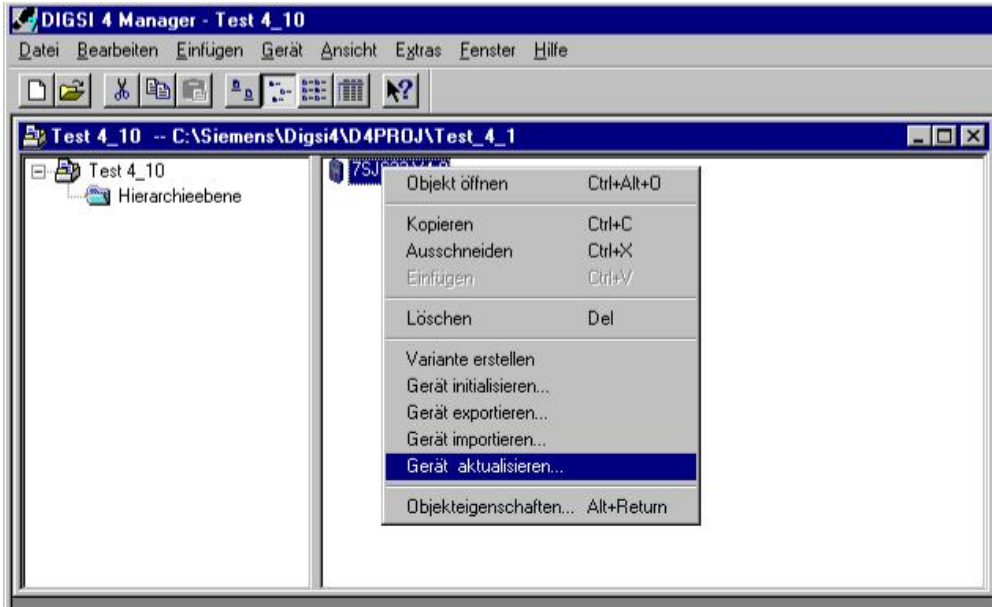 DIGSI 4 Manager - Test 4_10
Datei Bearbeiten Einfügen Gerät Ansicht Extras Fenster Hilfe
Test 4_10 -- C:\Siemens\Digsi4\D4PROJ\Test_4_1
Test 4_10
Hierarchieebene
Objekt öffnen Ctrl+Alt+O
Kopieren Ctrl+C
Ausschneiden Ctrl+X
Einfügen Ctrl+V
Löschen Del
Variante erstellen
Gerät initialisieren...
Gerät exportieren...
Gerät importieren...
Gerät aktualisieren...
Objekteigenschaften... Alt+Return